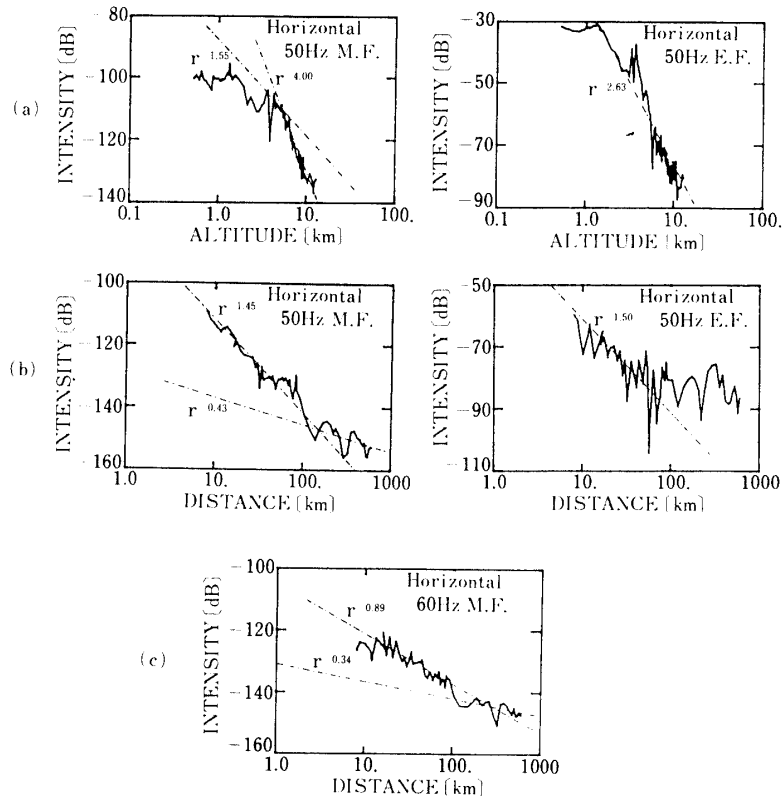 (a)
INTENSITY [dB]
-80
-100
-120
-140
Horizontal
50Hz M.F.
r 1.55
r 4.00
0.1 1.0 10. 100.
ALTITUDE [km]
INTENSITY [dB]
-30
-50
-70
-90
Horizontal
50Hz E.F.
r 2.63
0.1 1.0 10. 100.
ALTITUDE [km]
(b)
INTENSITY [dB]
-100
-120
-140
-160
Horizontal
50Hz M.F.
r 1.45
r 0.43
1.0 10. 100. 1000
DISTANCE [km]
INTENSITY [dB]
-50
-70
-90
-110
Horizontal
50Hz E.F.
r 1.50
1.0 10. 100. 1000
DISTANCE [km]
(c)
INTENSITY [dB]
-100
-120
-140
-160
Horizontal
60Hz M.F.
r 0.89
r 0.34
1.0 10. 100. 1000
DISTANCE [km]